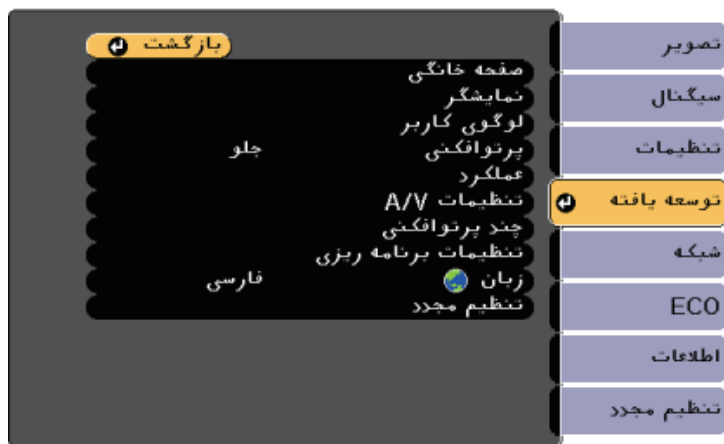 تصویر
سیگنال
تنظیمات
توسعه یافته
شبکه
ECO
اطلاعات
تنظیم مجدد
بازگشت
صفحه خانگی
نمایشگر
لوگوی کاربر
پرتوافکنی جلو
عملکرد
تنظیمات A/V
چند پرتوافکنی
تنظیمات برنامه ریزی
زبان فارسی
تنظیم مجدد